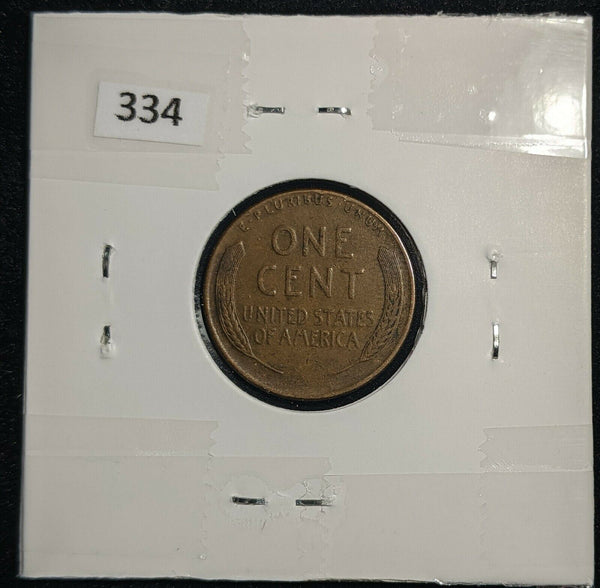 334
E·PLURIBUS·UNUM
ONE
CENT
UNITED STATES
OF AMERICA